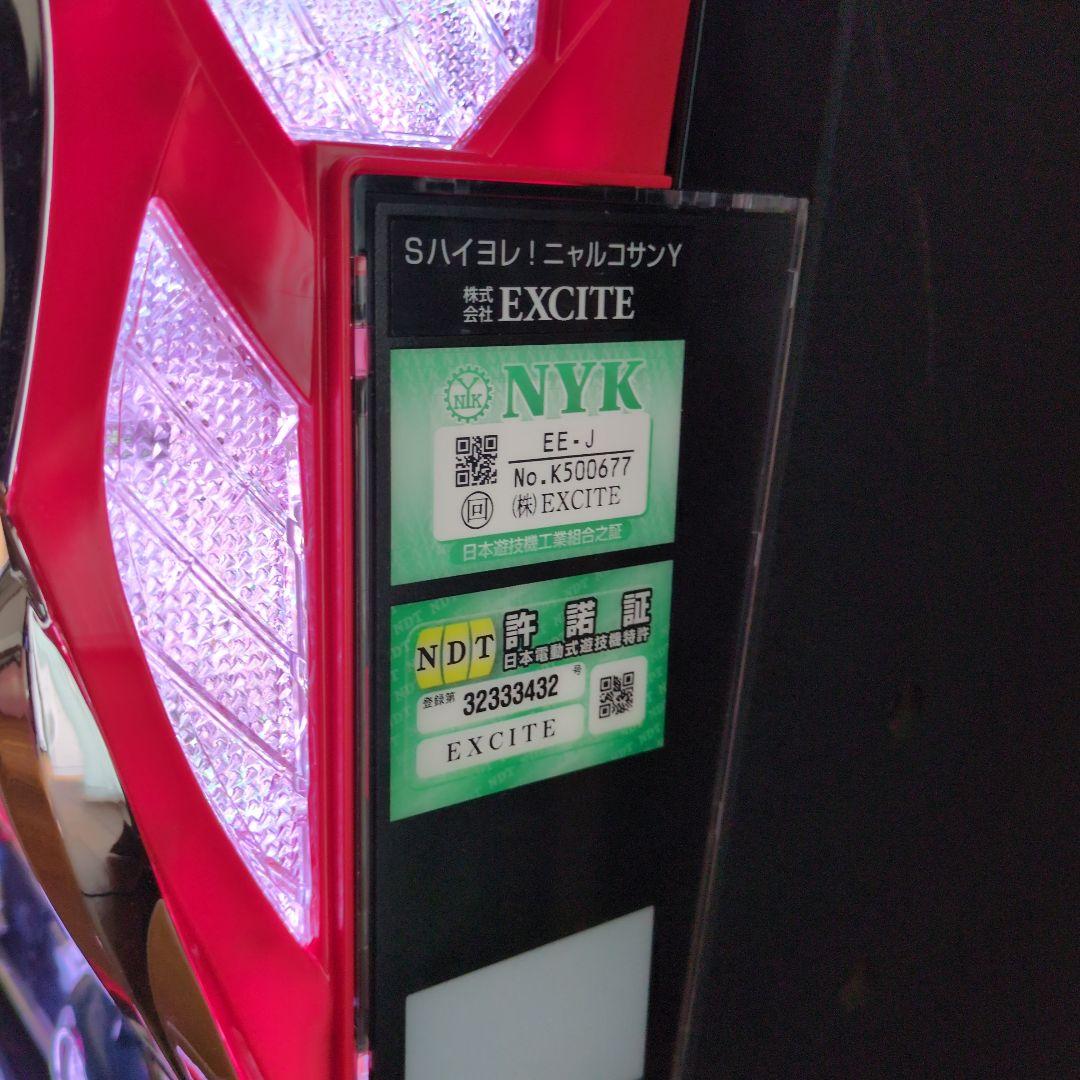 Sハイヨレ!ニャルコサンY
株式会社 EXCITE
NYK NYK
EE-J
No.K500677
回 (株)EXCITE
日本遊技機工業組合之証
NDT 許諾証
日本電動式遊技機特許
登録第 32333432 号
EXCITE